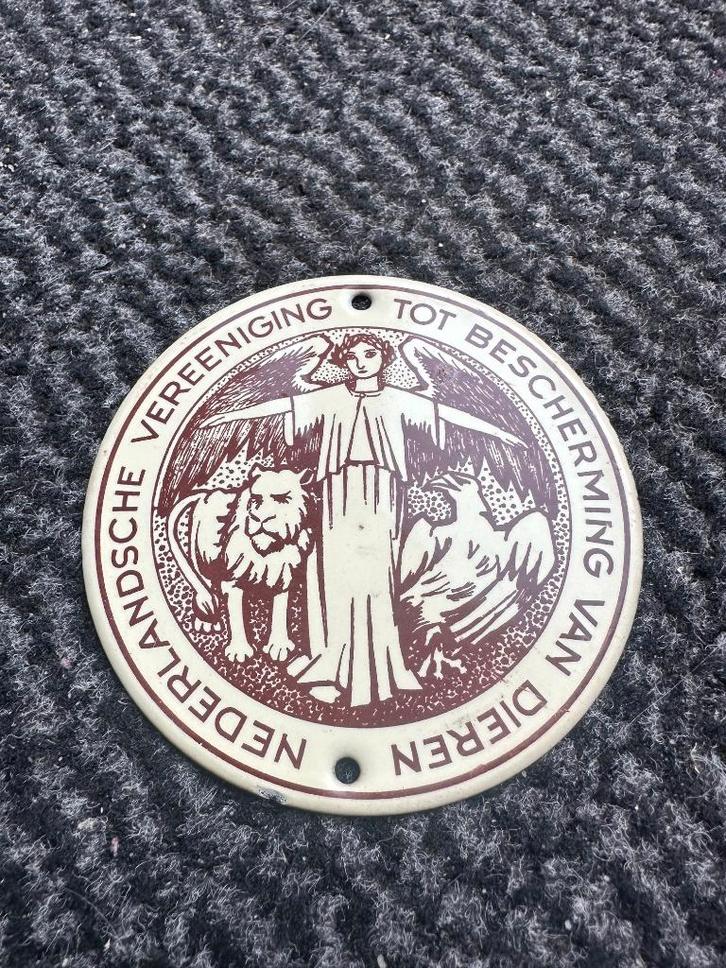 NEDERLANDSCHE VEREENIGING TOT BESCHERMING VAN DIEREN